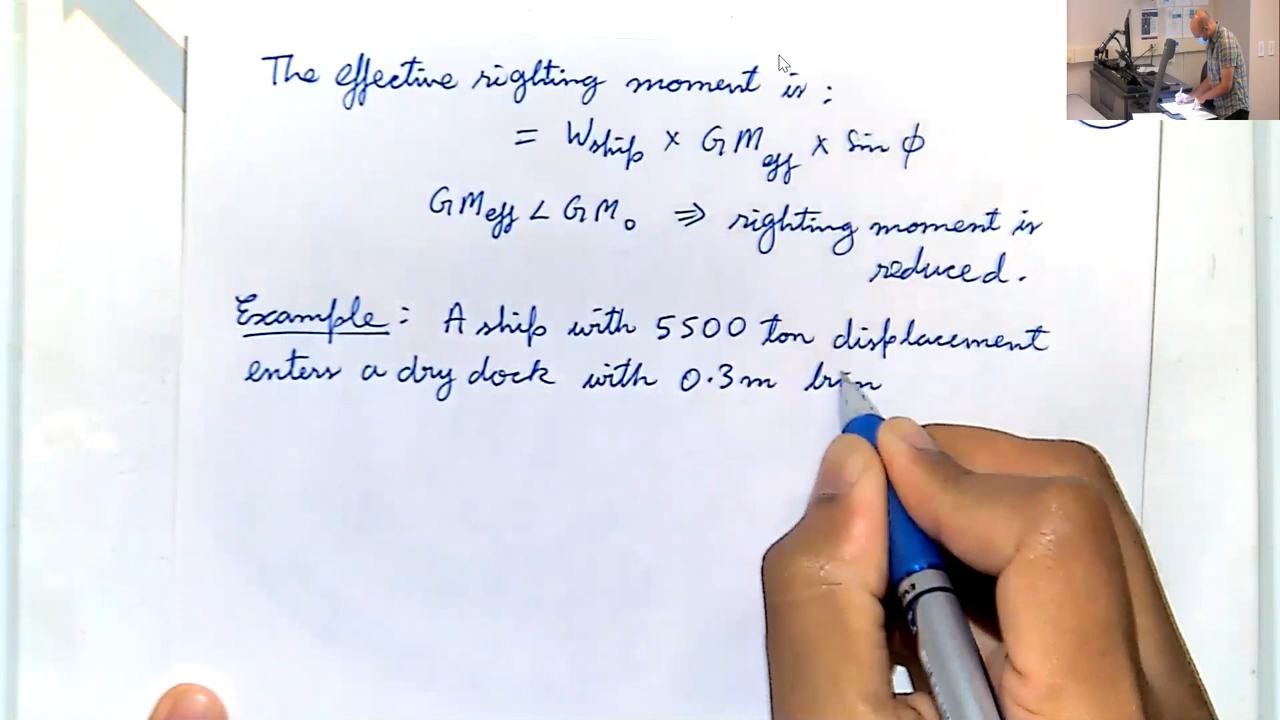 The effective righting moment is :
= Wship × GMeff × Sin ϕ
GMeff < GM₀ ⇒ righting moment is
reduced.
Example : A ship with 5500 ton displacement
enters a dry dock with 0.3m